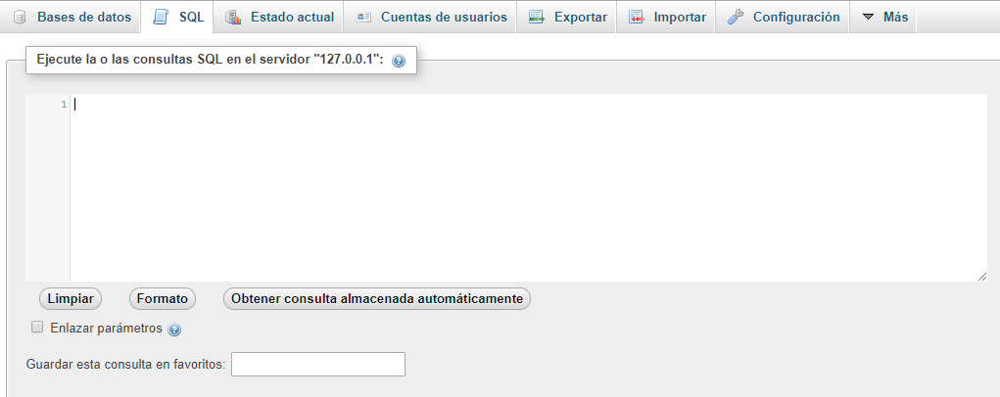 Bases de datos SQL Estado actual Cuentas de usuarios Exportar Importar Configuración Más
Ejecute la o las consultas SQL en el servidor "127.0.0.1":
1
Limpiar Formato Obtener consulta almacenada automáticamente
Enlazar parámetros
Guardar esta consulta en favoritos: